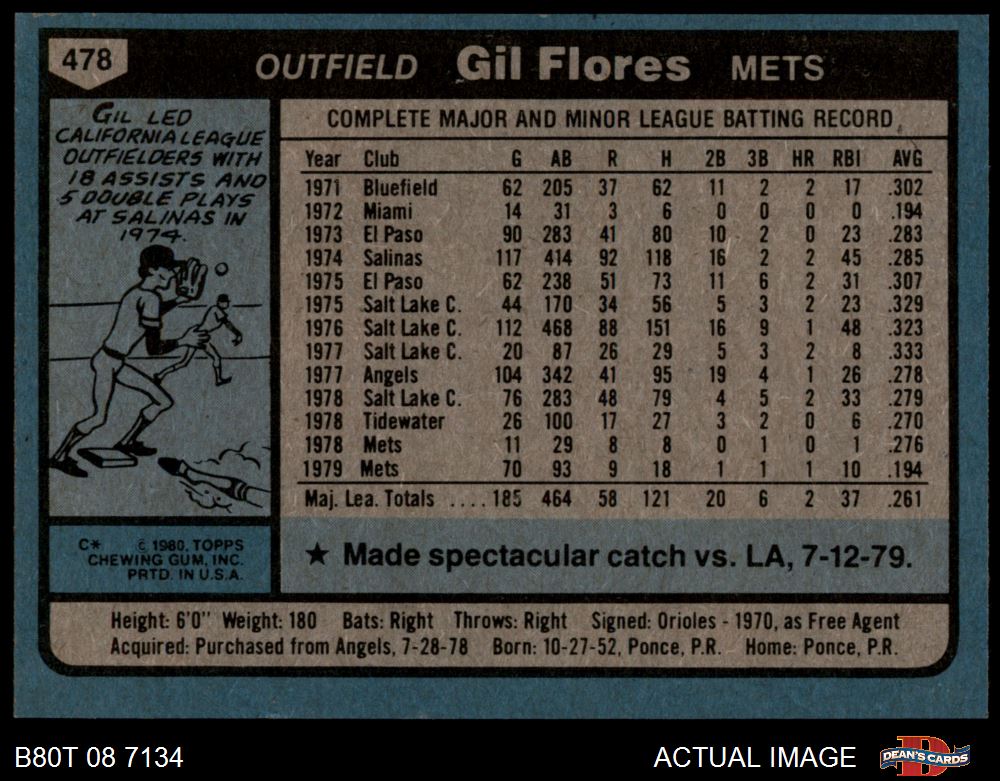 478
OUTFIELD Gil Flores METS
GIL LED
CALIFORNIA LEAGUE
OUTFIELDERS WITH
18 ASSISTS AND
5 DOUBLE PLAYS
AT SALINAS IN
1974.
C* © 1980, TOPPS
CHEWING GUM, INC.
PRTD. IN U.S.A.
COMPLETE MAJOR AND MINOR LEAGUE BATTING RECORD
Year Club G AB R H 2B 3B HR RBI AVG
1971 Bluefield 62 205 37 62 11 2 2 17 .302
1972 Miami 14 31 3 6 0 0 0 0 .194
1973 El Paso 90 283 41 80 10 2 0 23 .283
1974 Salinas 117 414 92 118 16 2 2 45 .285
1975 El Paso 62 238 51 73 11 6 2 31 .307
1975 Salt Lake C. 44 170 34 56 5 3 2 23 .329
1976 Salt Lake C. 112 468 88 151 16 9 1 48 .323
1977 Salt Lake C. 20 87 26 29 5 3 2 8 .333
1977 Angels 104 342 41 95 19 4 1 26 .278
1978 Salt Lake C. 76 283 48 79 4 5 2 33 .279
1978 Tidewater 26 100 17 27 3 2 0 6 .270
1978 Mets 11 29 8 8 0 1 0 1 .276
1979 Mets 70 93 9 18 1 1 1 10 .194
Maj. Lea. Totals .... 185 464 58 121 20 6 2 37 .261
★ Made spectacular catch vs. LA, 7-12-79.
Height: 6'0" Weight: 180 Bats: Right Throws: Right Signed: Orioles - 1970, as Free Agent
Acquired: Purchased from Angels, 7-28-78 Born: 10-27-52, Ponce, P.R. Home: Ponce, P.R.
B80T 08 7134 ACTUAL IMAGE DEAN'S CARDS